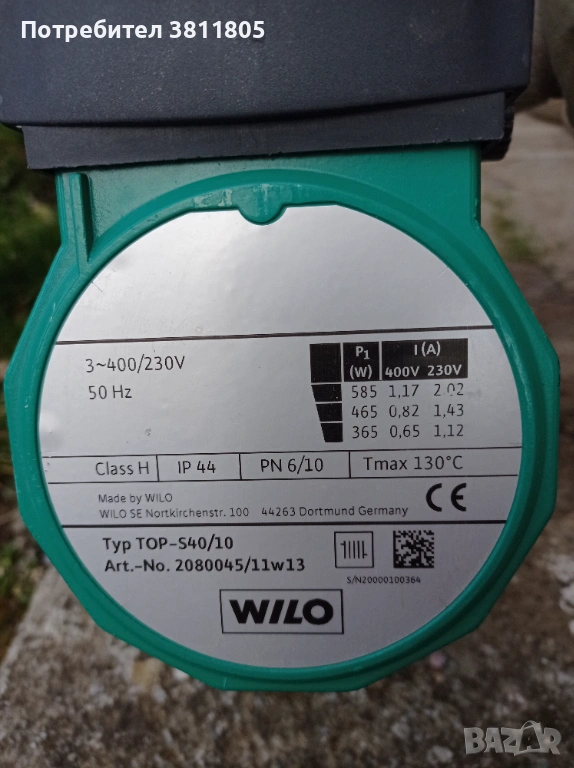 Потребител 3811805
3~400/230V
50 Hz
P1 I (A)
(W) 400V 230V
585 1,17 2,02
465 0,82 1,43
365 0,65 1,12
Class H IP 44 PN 6/10 Tmax 130°C
Made by WILO
WILO SE Nortkirchenstr. 100 44263 Dortmund Germany
CE
Typ TOP-S40/10
Art.-No. 2080045/11w13
S/N20000100364
WILO
BAZAR